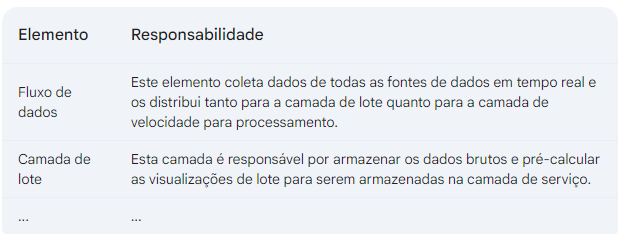 Elemento Responsabilidade
Fluxo de dados
Este elemento coleta dados de todas as fontes de dados em tempo real e
os distribui tanto para a camada de lote quanto para a camada de
velocidade para processamento.
Camada de lote
Esta camada é responsável por armazenar os dados brutos e pré-calcular
as visualizações de lote para serem armazenadas na camada de serviço.
... ...